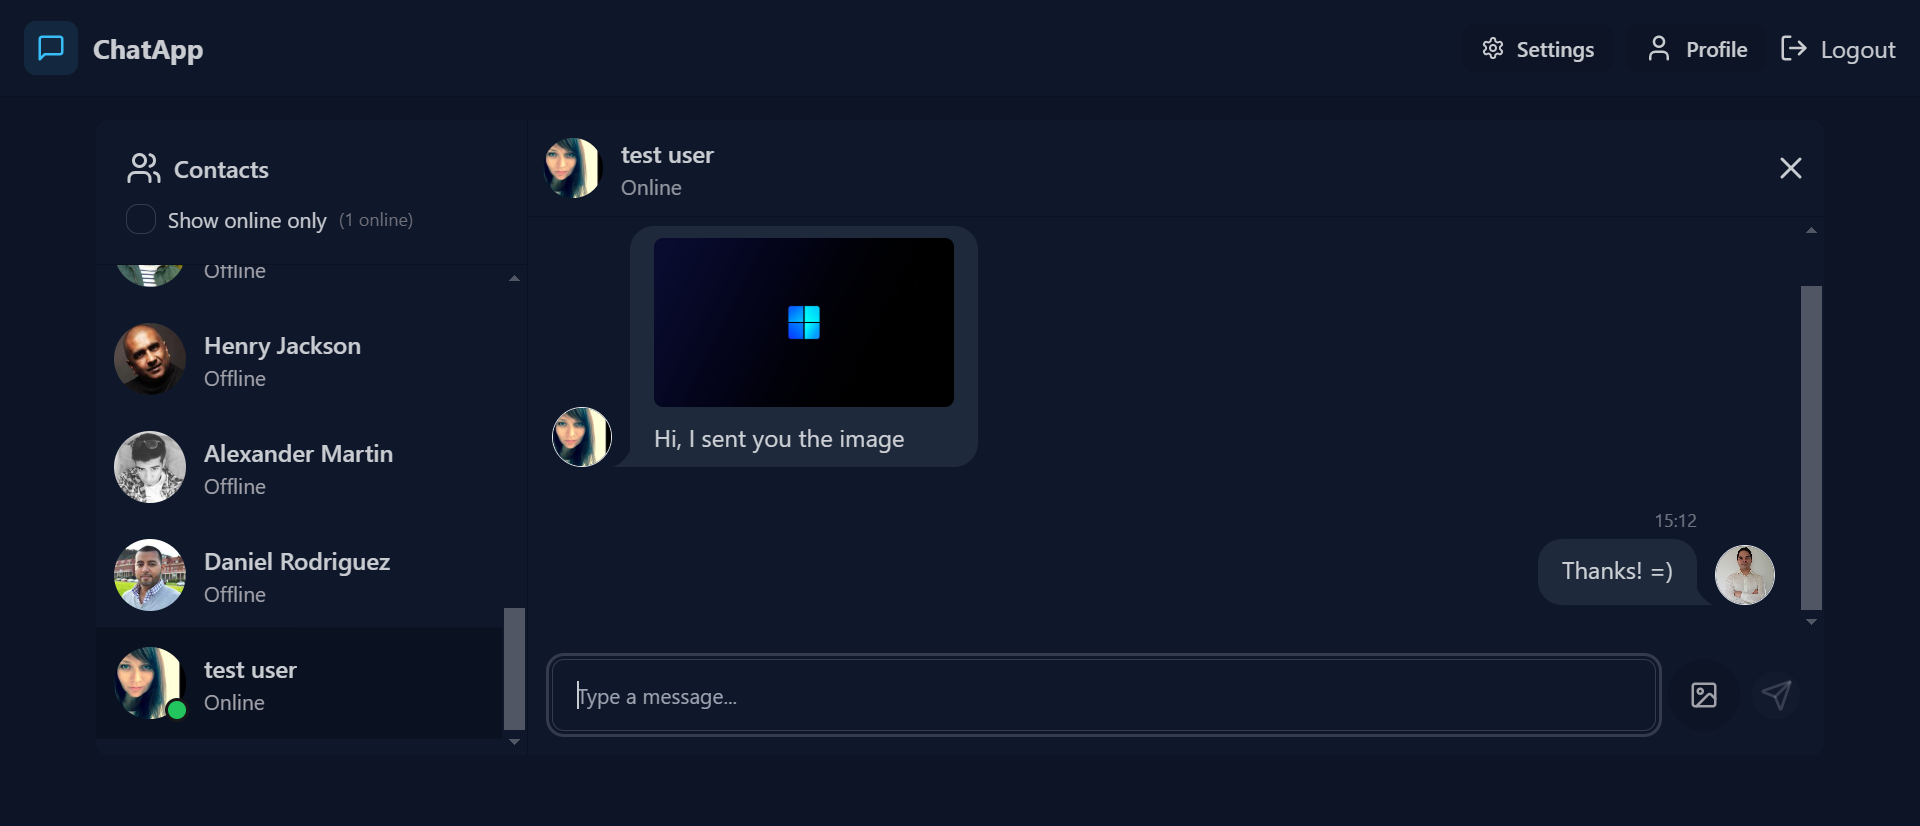 ChatApp
Settings
Profile
Logout
Contacts
Show online only (1 online)
Offline
Henry Jackson
Offline
Alexander Martin
Offline
Daniel Rodriguez
Offline
test user
Online
test user
Online
Hi, I sent you the image
15:12
Thanks! =)
Type a message...